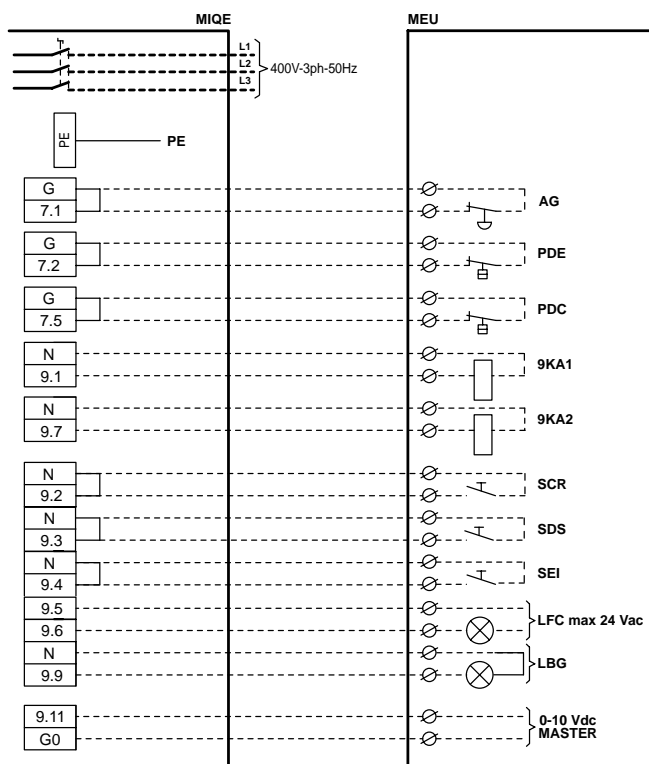 MIQE MEU
L1
L2
L3
400V-3ph-50Hz
PE PE
G
7.1
AG
G
7.2
PDE
G
7.5
PDC
N
9.1
9KA1
N
9.7
9KA2
N
9.2
SCR
N
9.3
SDS
N
9.4
SEI
9.5
9.6
LFC max 24 Vac
N
9.9
LBG
9.11
G0
0-10 Vdc
MASTER